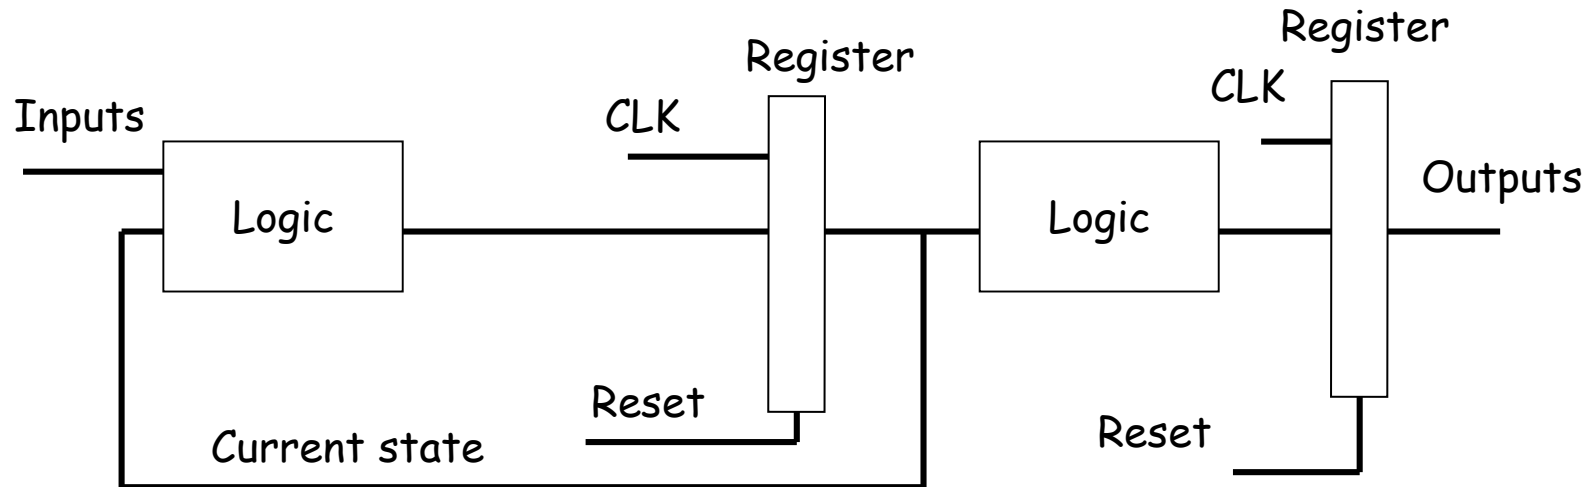 Register
Register
CLK
Inputs
CLK
Outputs
Logic
Logic
Reset
Reset
Current state